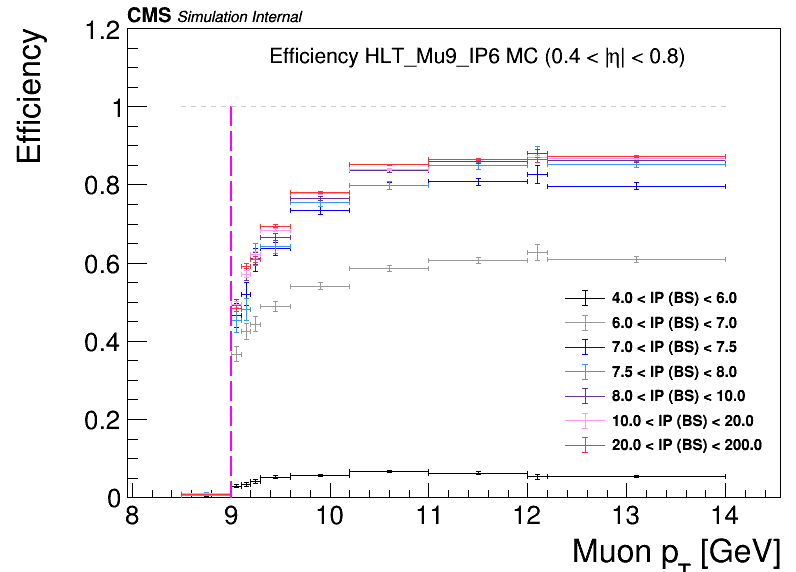 CMS Simulation Internal
Efficiency HLT_Mu9_IP6 MC (0.4 < |η| < 0.8)
Efficiency
1.2
1
0.8
0.6
0.4
0.2
0
4.0 < IP (BS) < 6.0
6.0 < IP (BS) < 7.0
7.0 < IP (BS) < 7.5
7.5 < IP (BS) < 8.0
8.0 < IP (BS) < 10.0
10.0 < IP (BS) < 20.0
20.0 < IP (BS) < 200.0
8 9 10 11 12 13 14
Muon p_T [GeV]